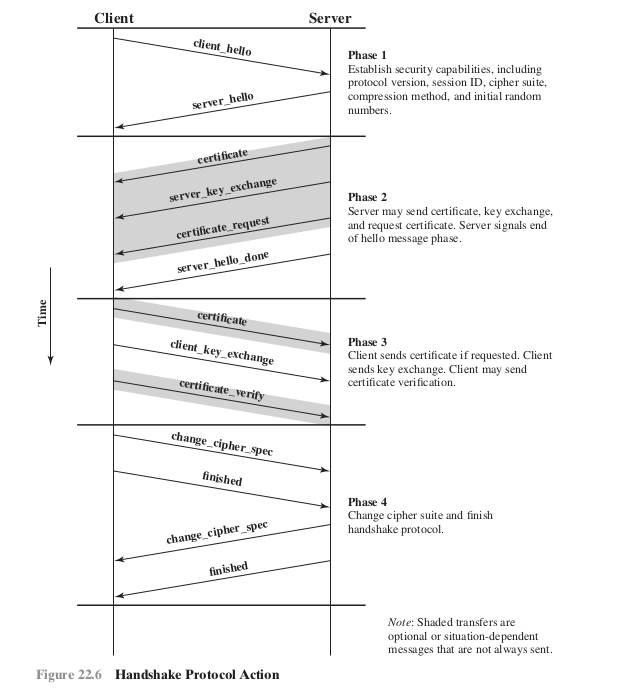 Client Server
client_hello
Phase 1
Establish security capabilities, including
protocol version, session ID, cipher suite,
compression method, and initial random
numbers.
server_hello
certificate
server_key_exchange
certificate_request
server_hello_done
Phase 2
Server may send certificate, key exchange,
and request certificate. Server signals end
of hello message phase.
Time
certificate
client_key_exchange
certificate_verify
Phase 3
Client sends certificate if requested. Client
sends key exchange. Client may send
certificate verification.
change_cipher_spec
finished
change_cipher_spec
finished
Phase 4
Change cipher suite and finish
handshake protocol.
Note: Shaded transfers are
optional or situation-dependent
messages that are not always sent.
Figure 22.6 Handshake Protocol Action